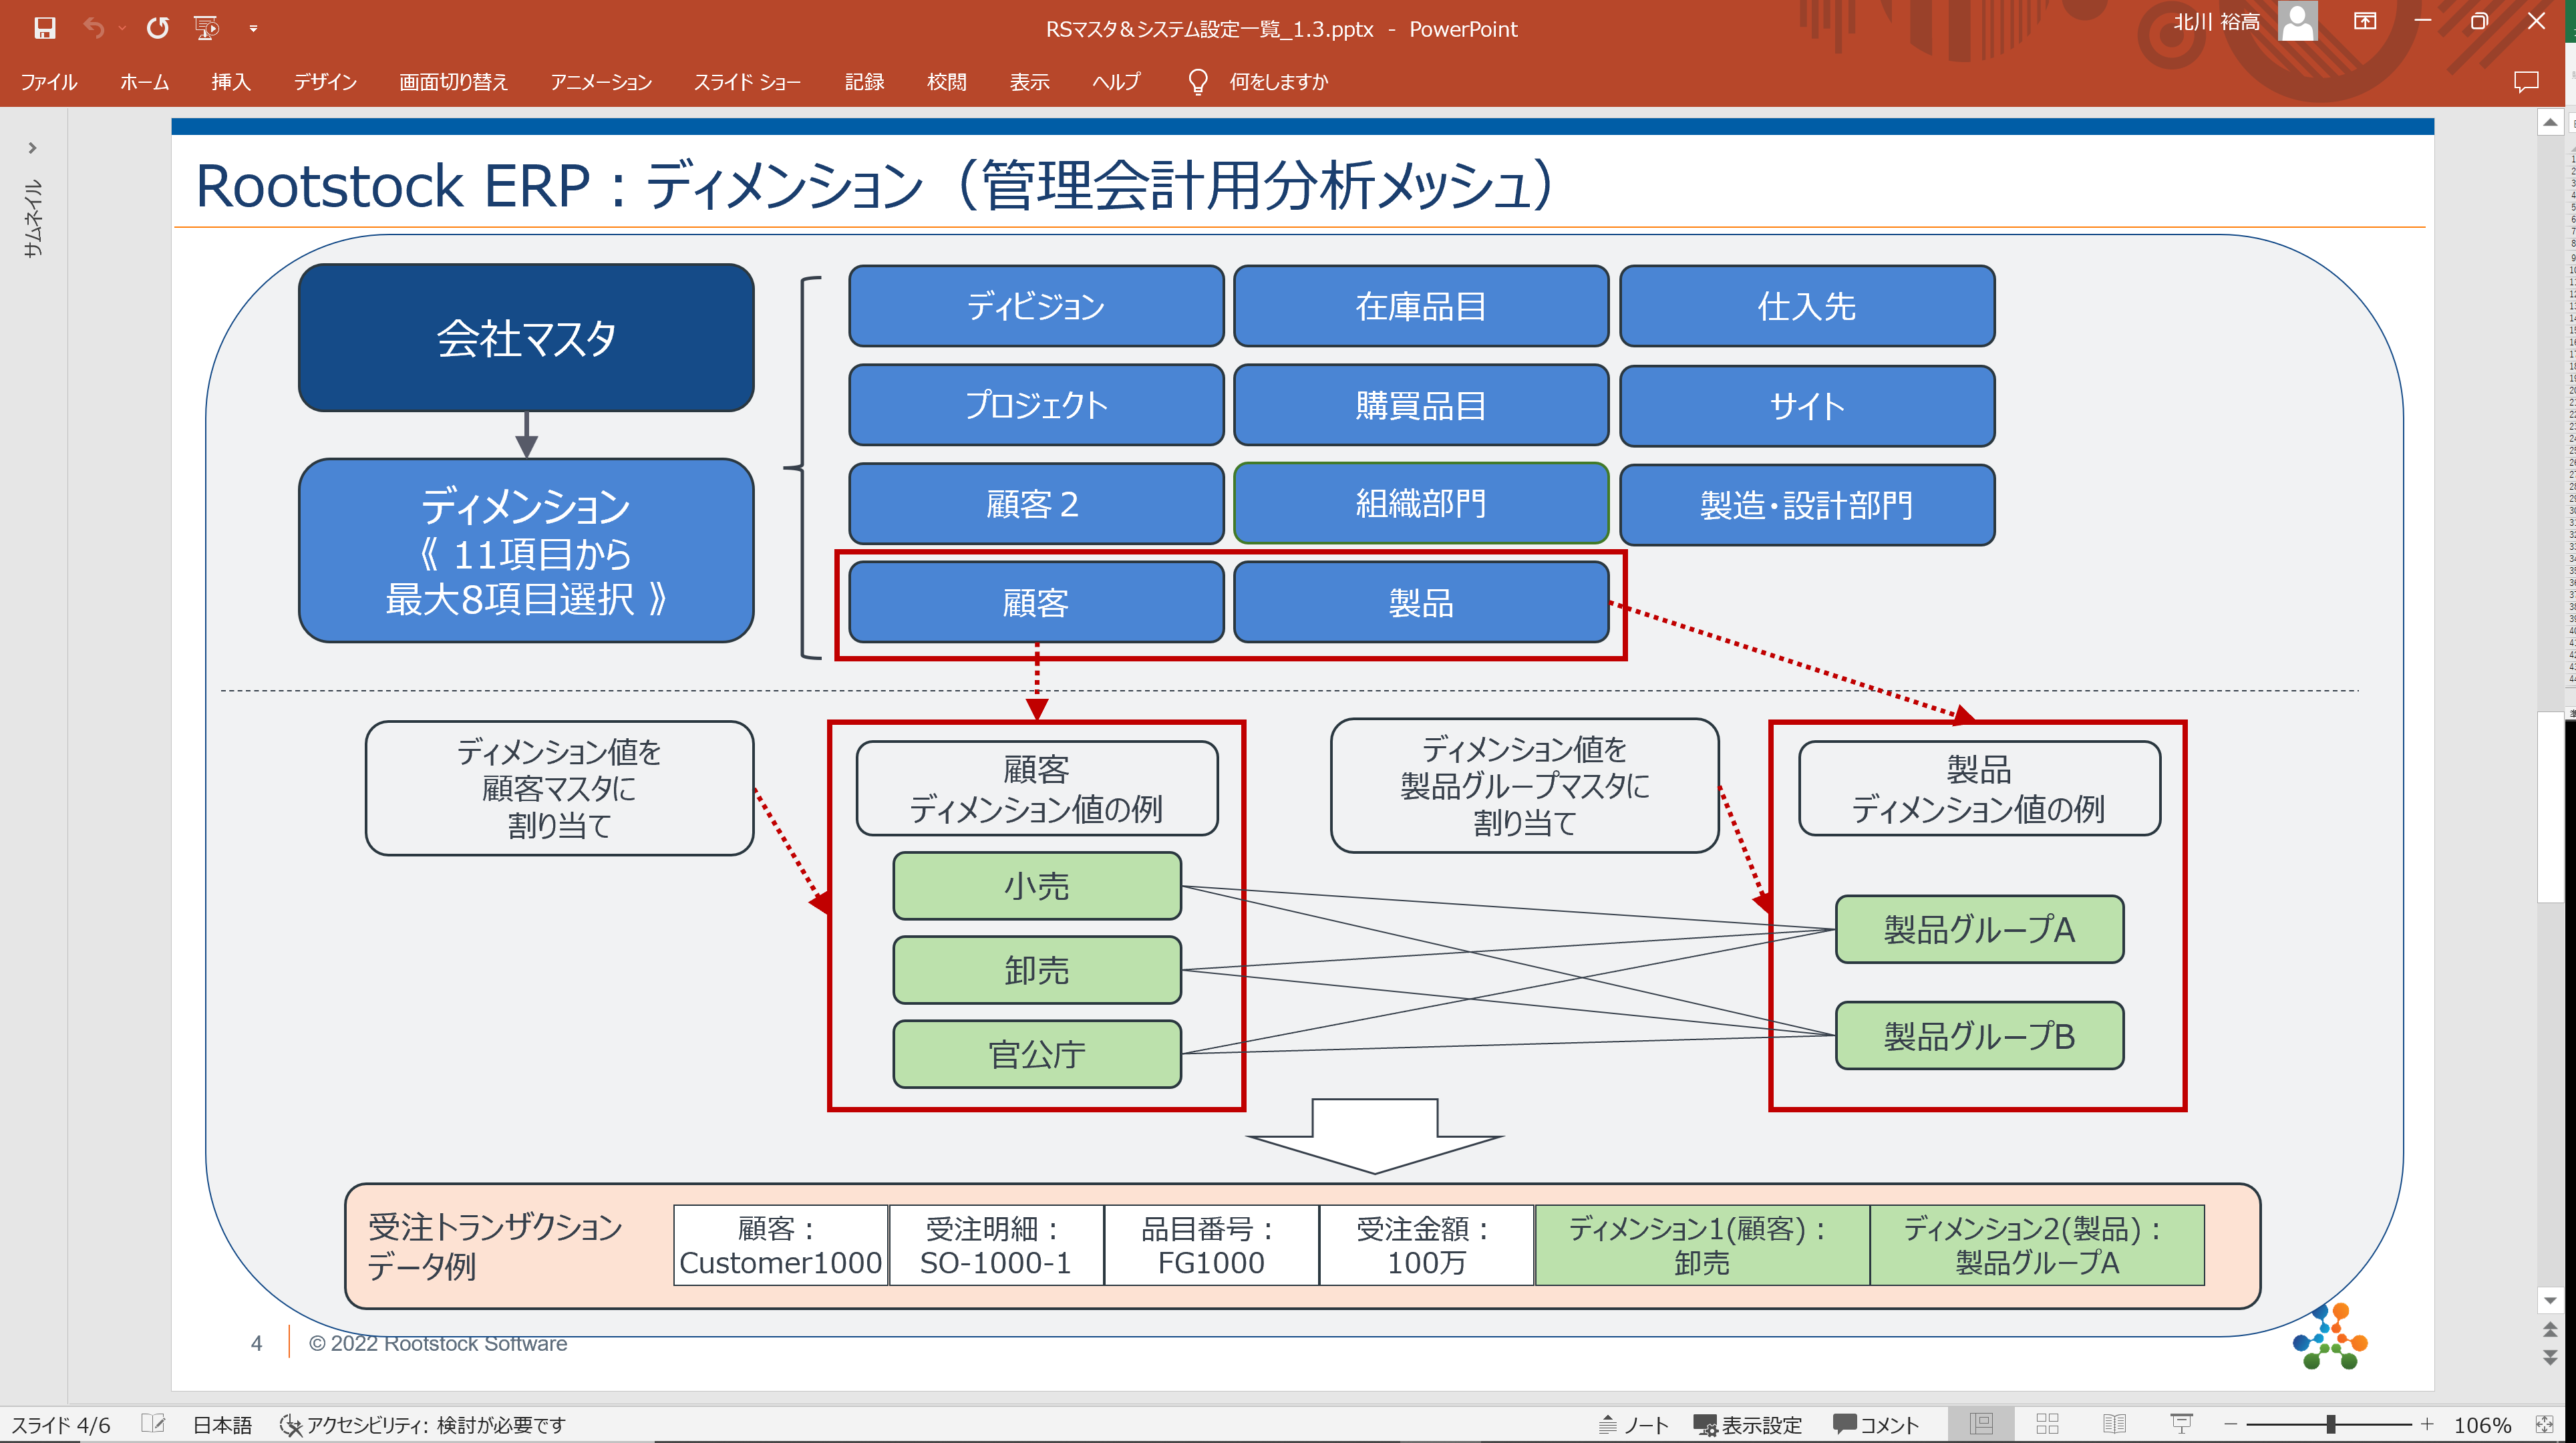 RSマスタ＆システム設定一覧_1.3.pptx - PowerPoint
北川 裕高
ファイル
ホーム
挿入
デザイン
画面切り替え
アニメーション
スライド ショー
記録
校閲
表示
ヘルプ
何をしますか
サムネイル
Rootstock ERP：ディメンション（管理会計用分析メッシュ）
会社マスタ
ディメンション
《 11項目から
最大8項目選択 》
ディビジョン
在庫品目
仕入先
プロジェクト
購買品目
サイト
顧客２
組織部門
製造・設計部門
顧客
製品
ディメンション値を
顧客マスタに
割り当て
顧客
ディメンション値の例
小売
卸売
官公庁
ディメンション値を
製品グループマスタに
割り当て
製品
ディメンション値の例
製品グループA
製品グループB
受注トランザクション
データ例
顧客：
Customer1000
受注明細：
SO-1000-1
品目番号：
FG1000
受注金額：
100万
ディメンション1(顧客)：
卸売
ディメンション2(製品)：
製品グループA
4
© 2022 Rootstock Software
スライド 4/6
日本語
アクセシビリティ: 検討が必要です
ノート
表示設定
コメント
106%